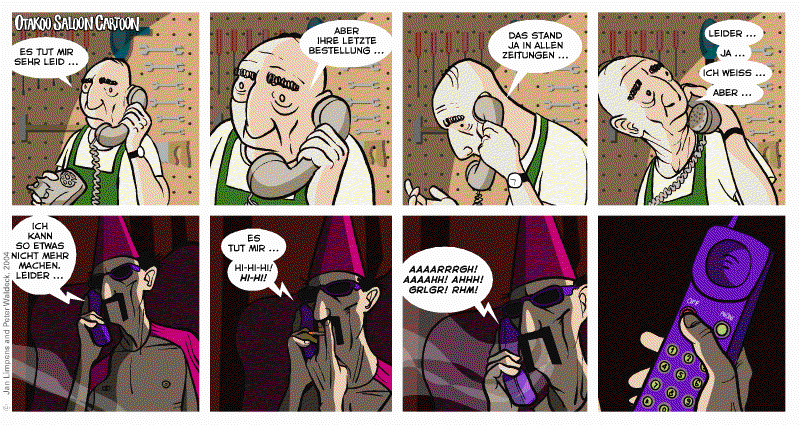 OTAKOU SALOON CARTOON
ES TUT MIR
SEHR LEID ...
ABER
IHRE LETZTE
BESTELLUNG ...
DAS STAND
JA IN ALLEN
ZEITUNGEN ...
LEIDER ...
JA ...
ICH WEISS ...
ABER ...
ICH
KANN
SO ETWAS
NICHT MEHR
MACHEN.
LEIDER ...
ES
TUT MIR ...
HI-HI-HI!
HI-HI!
AAAARRRGH!
AAAAHH! AHHH!
GRLGR! RHM!
OFF
© Jan Limpens and Peter Waldeck, 2004